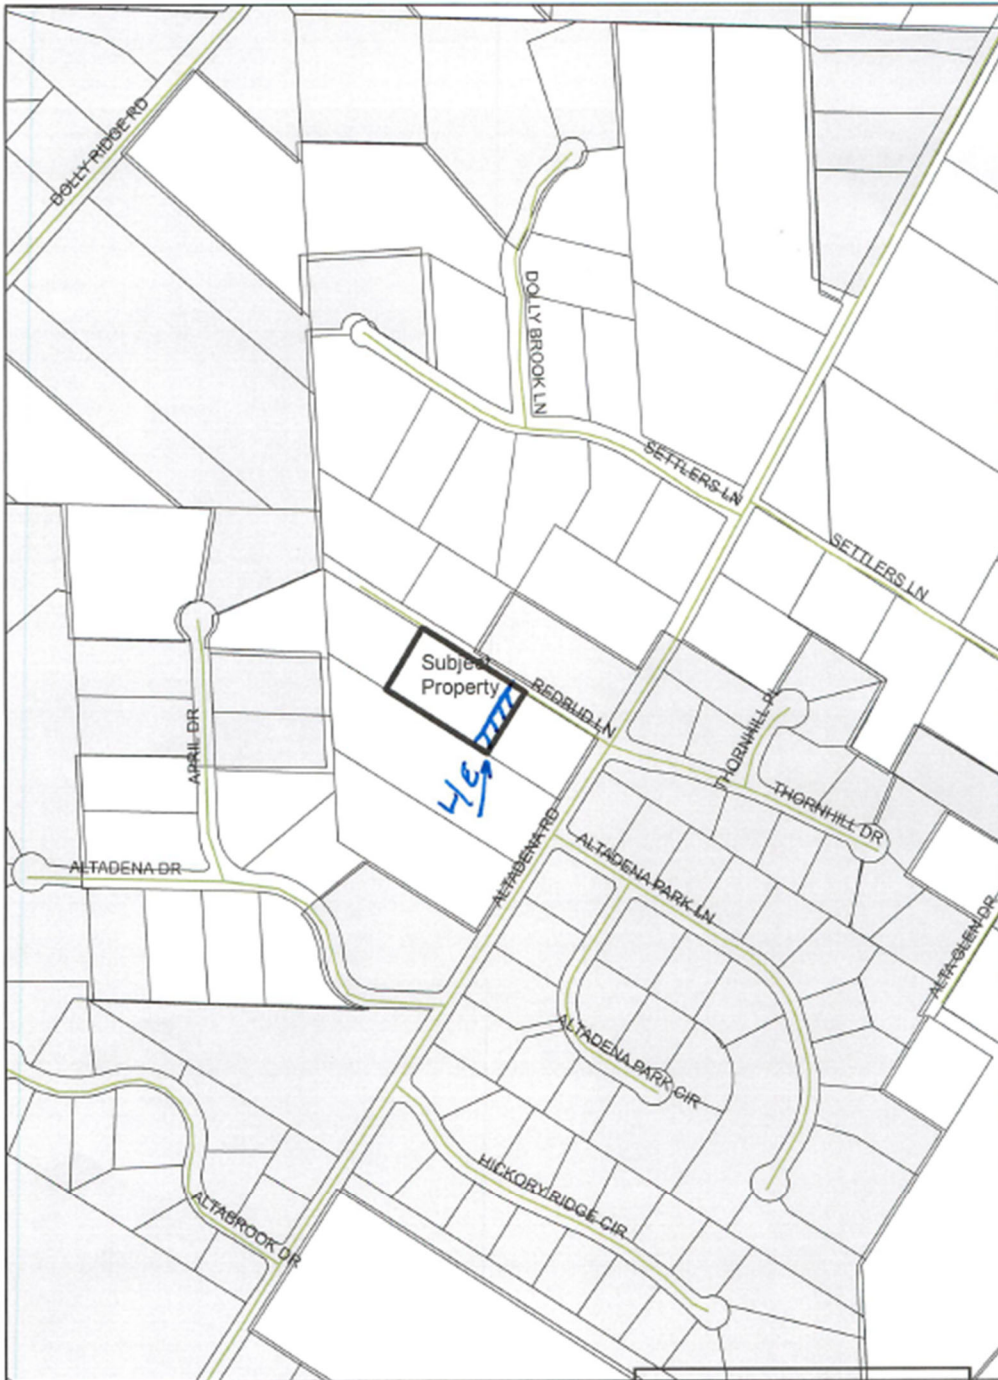 DOLLY RIDGE RD
DOLLY BROOK LN
SETTLERS LN
SETTLERS LN
Subject
Property
REDBUD LN
L/E
APRIL DR
THORNHILL PL
THORNHILL DR
ALTADENA RD
ALTADENA DR
ALTADENA PARK LN
ALTA GLEN DR
ALTADENA PARK CIR
HICKORY RIDGE CIR
ALTABROOK DR